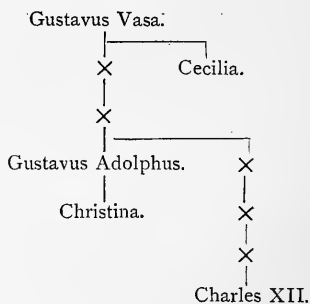 Gustavus Vasa.
× Cecilia.
×
Gustavus Adolphus. ×
Christina. ×
×
Charles XII.